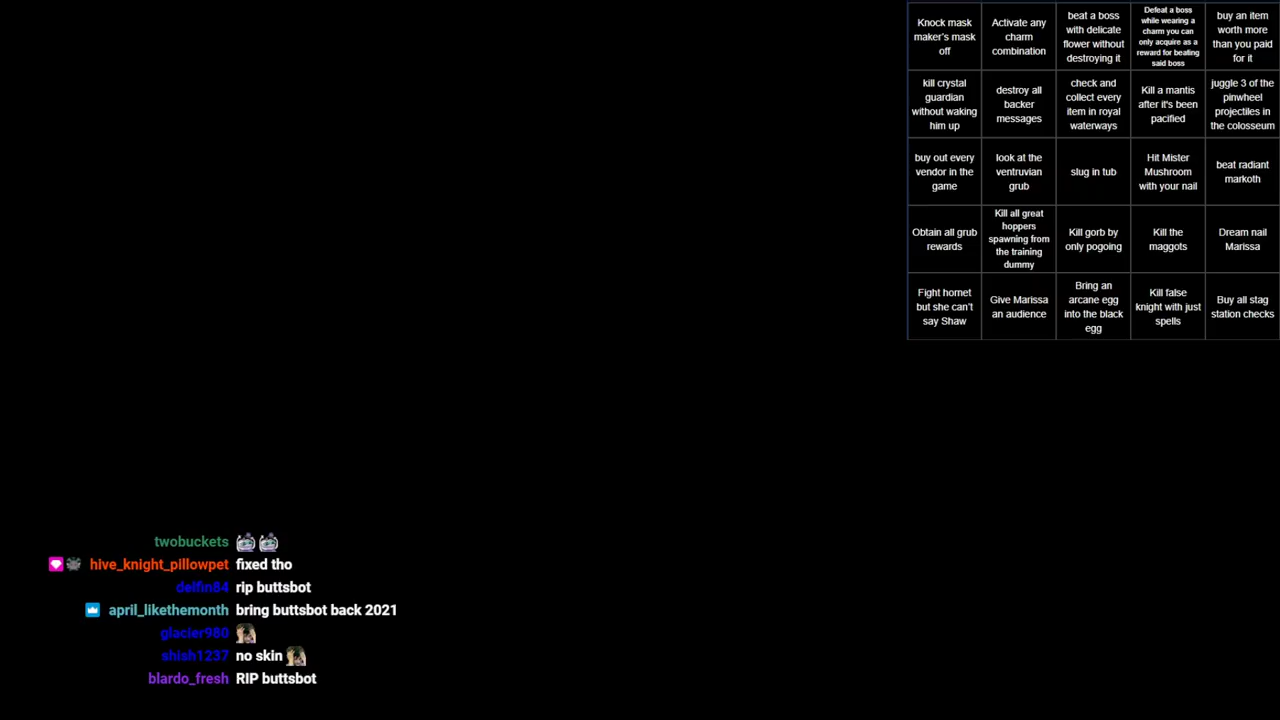 Knock mask
maker's mask
off
Activate any
charm
combination
beat a boss
with delicate
flower without
destroying it
Defeat a boss
while wearing a
charm you can
only acquire as a
reward for beating
said boss
buy an item
worth more
than you paid
for it
kill crystal
guardian
without waking
him up
destroy all
backer
messages
check and
collect every
item in royal
waterways
Kill a mantis
after it's been
pacified
juggle 3 of the
pinwheel
projectiles in
the colosseum
buy out every
vendor in the
game
look at the
ventruvian
grub
slug in tub
Hit Mister
Mushroom
with your nail
beat radiant
markoth
Obtain all grub
rewards
Kill all great
hoppers
spawning from
the training
dummy
Kill gorb by
only pogoing
Kill the
maggots
Dream nail
Marissa
Fight hornet
but she can't
say Shaw
Give Marissa
an audience
Bring an
arcane egg
into the black
egg
Kill false
knight with just
spells
Buy all stag
station checks
twobuckets
hive_knight_pillowpet fixed tho
delfin84 rip buttsbot
april_likethemonth bring buttsbot back 2021
glacier980
shish1237 no skin
blardo_fresh RIP buttsbot